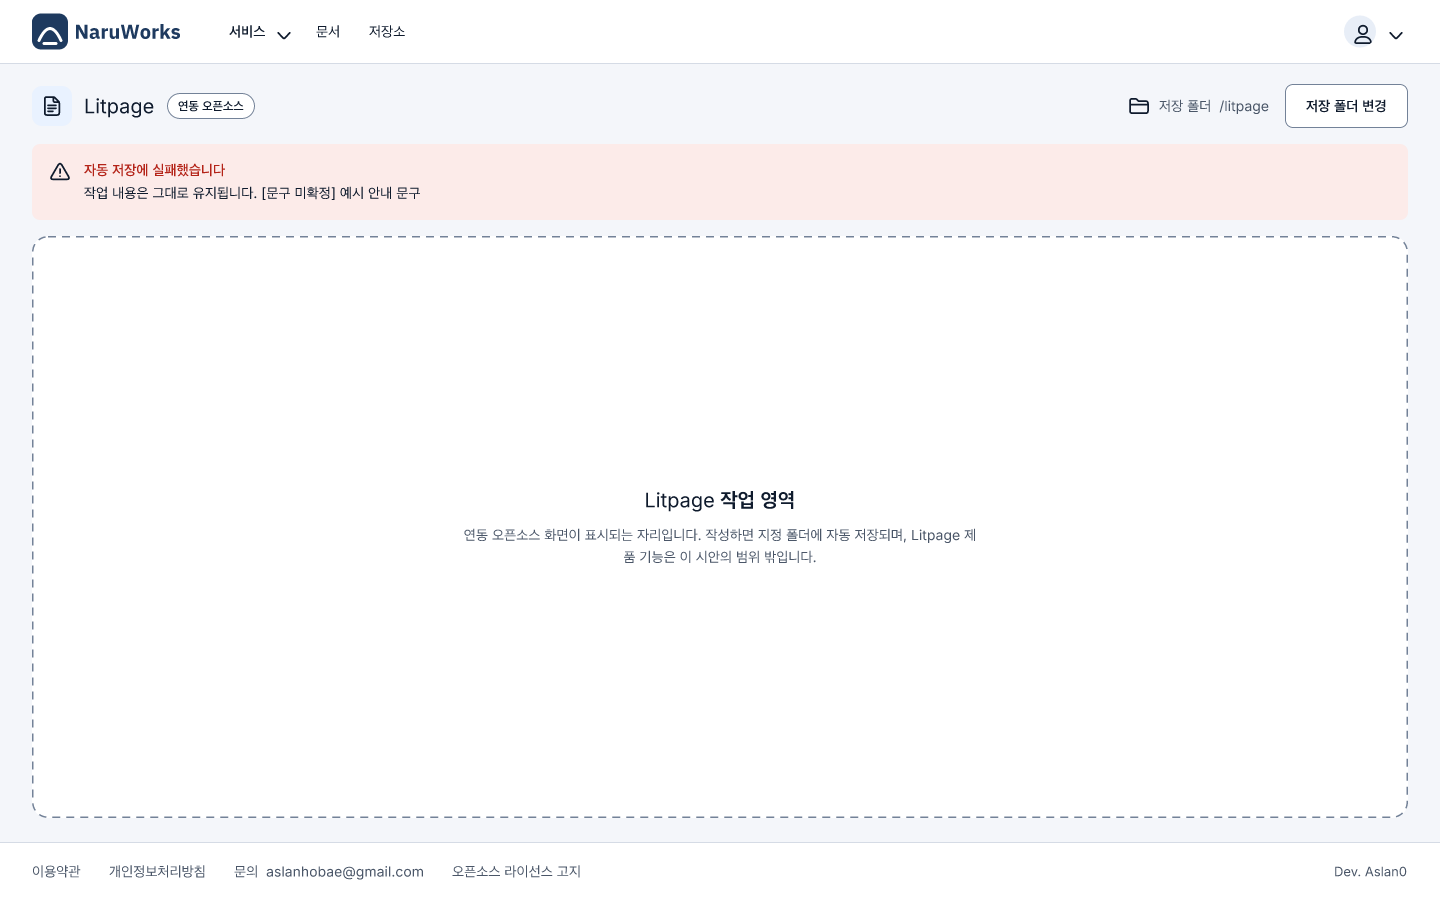 NaruWorks
서비스
문서
저장소
Litpage
연동 오픈소스
저장 폴더 /litpage
저장 폴더 변경
자동 저장에 실패했습니다
작업 내용은 그대로 유지됩니다. [문구 미확정] 예시 안내 문구
Litpage 작업 영역
연동 오픈소스 화면이 표시되는 자리입니다. 작성하면 지정 폴더에 자동 저장되며, Litpage 제
품 기능은 이 시안의 범위 밖입니다.
이용약관
개인정보처리방침
문의 aslanhobae@gmail.com
오픈소스 라이선스 고지
Dev. Aslan0